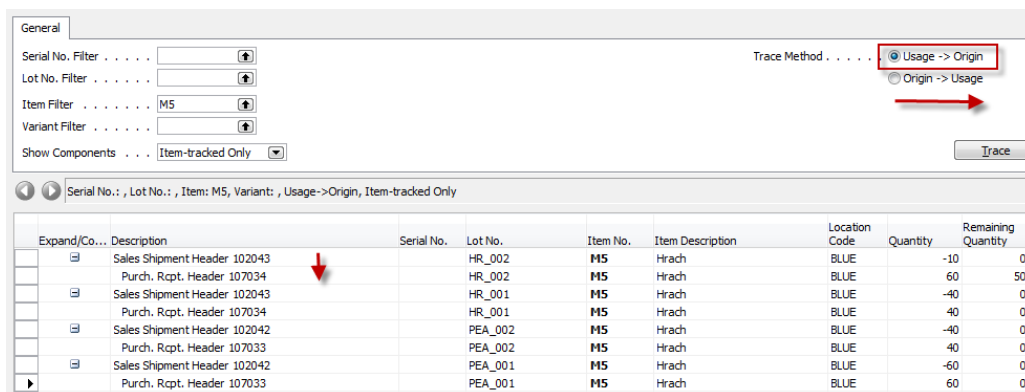 General
Serial No. Filter . . . . .
Trace Method . . . . . . Usage -> Origin
Lot No. Filter . . . . . .
Origin -> Usage
Item Filter . . . . . . . M5
Variant Filter . . . . . .
Show Components . . . Item-tracked Only
Trace
Serial No.: , Lot No.: , Item: M5, Variant: , Usage->Origin, Item-tracked Only
Location Remaining
Expand/Co... Description Serial No. Lot No. Item No. Item Description Code Quantity Quantity
Sales Shipment Header 102043 HR_002 M5 Hrach BLUE -10 0
Purch. Rcpt. Header 107034 HR_002 M5 Hrach BLUE 60 50
Sales Shipment Header 102043 HR_001 M5 Hrach BLUE -40 0
Purch. Rcpt. Header 107034 HR_001 M5 Hrach BLUE 40 0
Sales Shipment Header 102042 PEA_002 M5 Hrach BLUE -40 0
Purch. Rcpt. Header 107033 PEA_002 M5 Hrach BLUE 40 0
Sales Shipment Header 102042 PEA_001 M5 Hrach BLUE -60 0
Purch. Rcpt. Header 107033 PEA_001 M5 Hrach BLUE 60 0